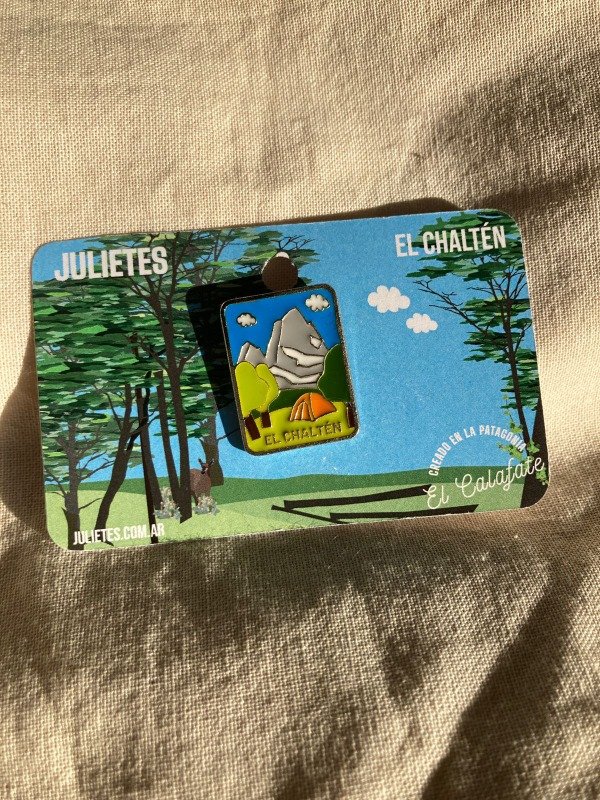 JULIETES
EL CHALTÉN
EL CHALTÉN
CREADO EN LA PATAGONIA
El Calafate
JULIETES.COM.AR